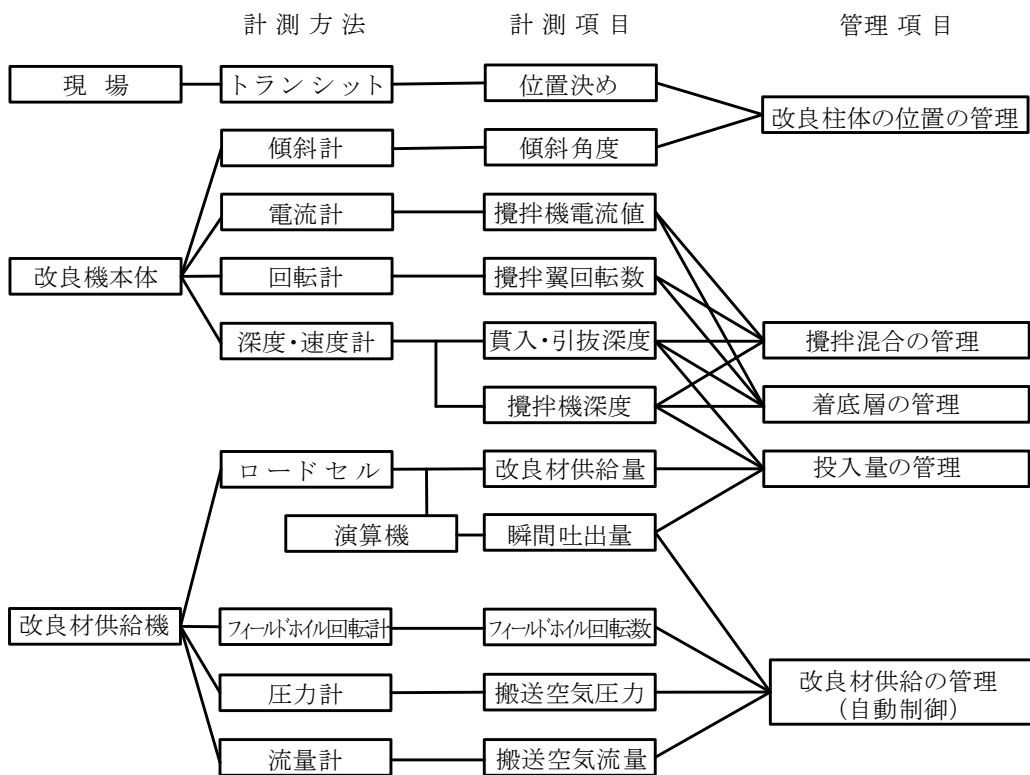 計測方法 計測項目 管理項目
現場 トランシット 位置決め
改良柱体の位置の管理
傾斜計 傾斜角度
電流計 攪拌機電流値
改良機本体 回転計 攪拌翼回転数
深度・速度計 貫入・引抜深度 攪拌混合の管理
攪拌機深度 着底層の管理
ロードセル 改良材供給量 投入量の管理
演算機 瞬間吐出量
改良材供給機 フィールドホイル回転計 フィールドホイル回転数
圧力計 搬送空気圧力 改良材供給の管理
(自動制御)
流量計 搬送空気流量